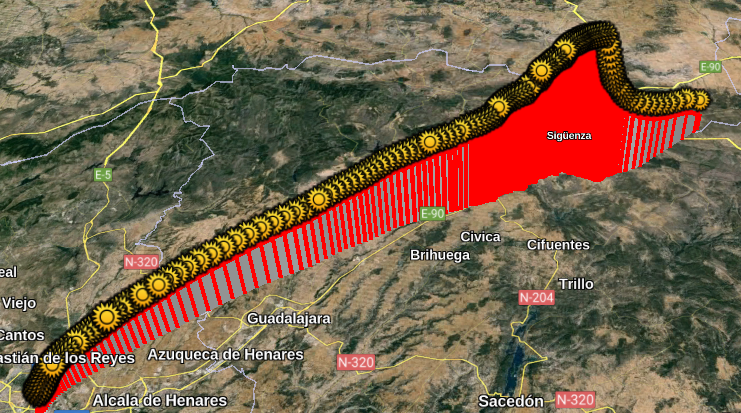 E-90
Sigüenza
E-5
E-90
Civica
Cifuentes
Brihuega
N-320
eal
Trillo
N-204
Viejo
Guadalajara
Cantos
astián de los Reyes
Azuqueca de Henares
N-320
Alcala de Henares
Sacedón
N-320